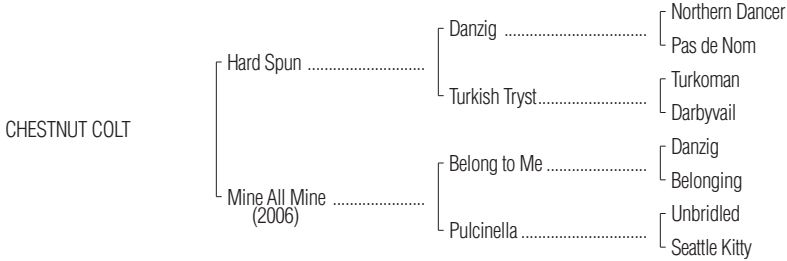 Northern Dancer
Danzig ..................................
Pas de Nom
Hard Spun ............................
Turkoman
Turkish Tryst..........................
Darbyvail
CHESTNUT COLT
Danzig
Belong to Me ........................
Belonging
Mine All Mine ......................
(2006)
Unbridled
Pulcinella ..............................
Seattle Kitty